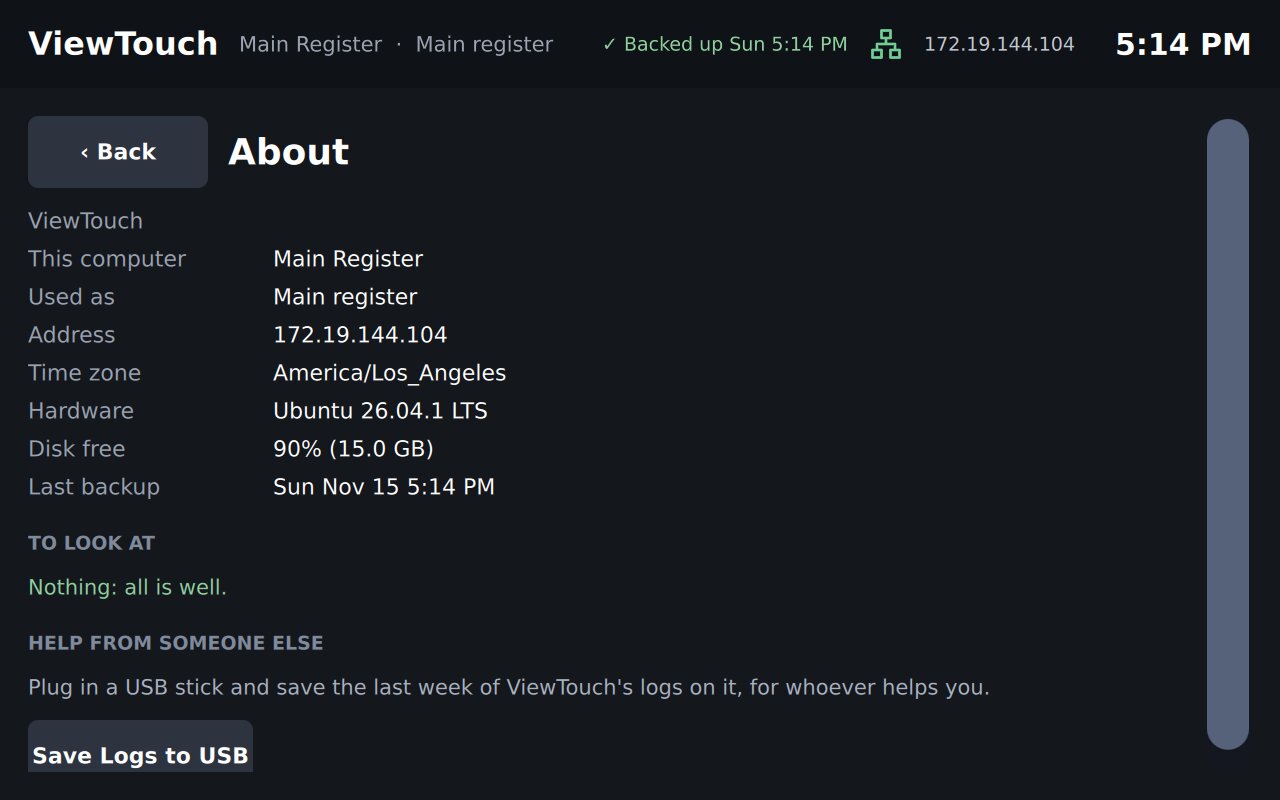 ViewTouch Main Register · Main register ✓ Backed up Sun 5:14 PM 172.19.144.104 5:14 PM
‹ Back About
ViewTouch
This computer Main Register
Used as Main register
Address 172.19.144.104
Time zone America/Los_Angeles
Hardware Ubuntu 26.04.1 LTS
Disk free 90% (15.0 GB)
Last backup Sun Nov 15 5:14 PM
TO LOOK AT
Nothing: all is well.
HELP FROM SOMEONE ELSE
Plug in a USB stick and save the last week of ViewTouch's logs on it, for whoever helps you.
Save Logs to USB